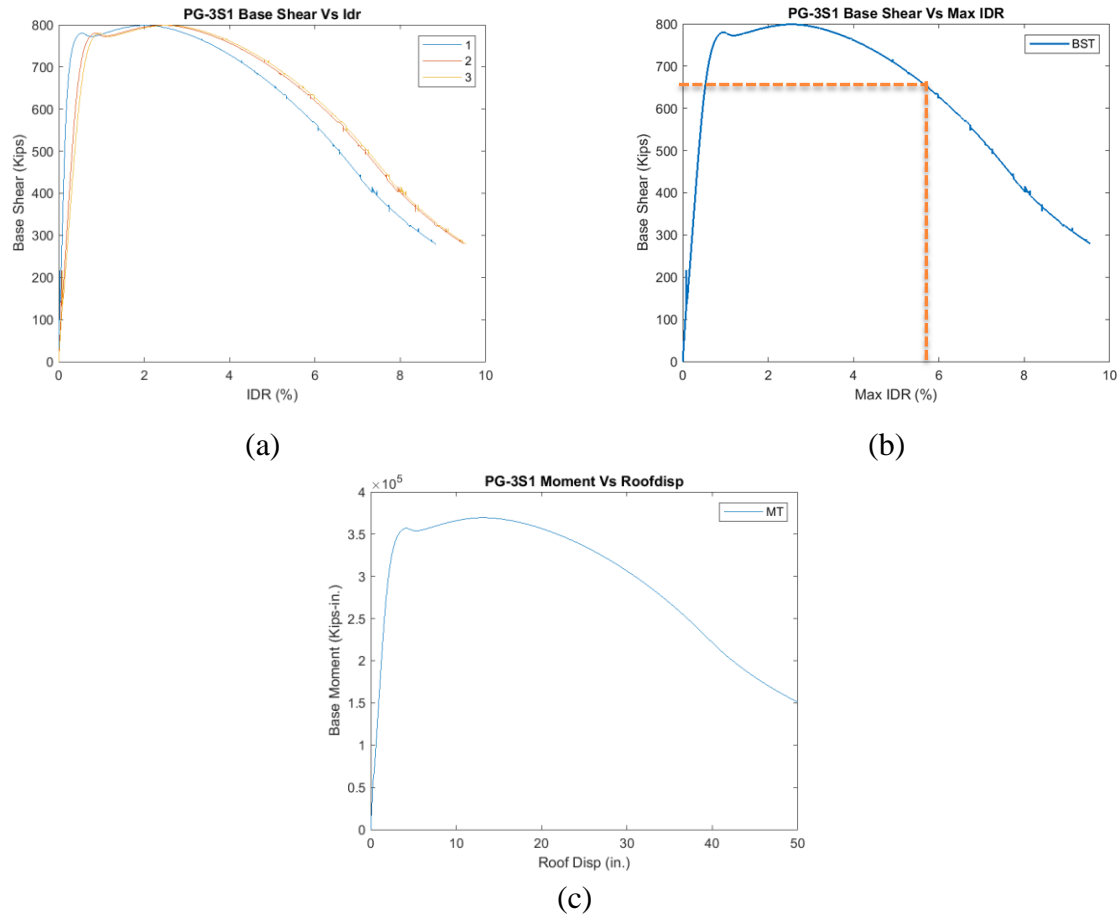 PG-3S1 Base Shear Vs Idr
800
700
600
500
400
300
200
100
0
Base Shear (Kips)
0 2 4 6 8 10
IDR (%)
1
2
3
(a)
PG-3S1 Base Shear Vs Max IDR
800
700
600
500
400
300
200
100
0
Base Shear (Kips)
0 2 4 6 8 10
Max IDR (%)
BST
(b)
PG-3S1 Moment Vs Roofdisp
×10⁵
4
3.5
3
2.5
2
1.5
1
0.5
0
Base Moment (Kips-in.)
0 10 20 30 40 50
Roof Disp (in.)
MT
(c)